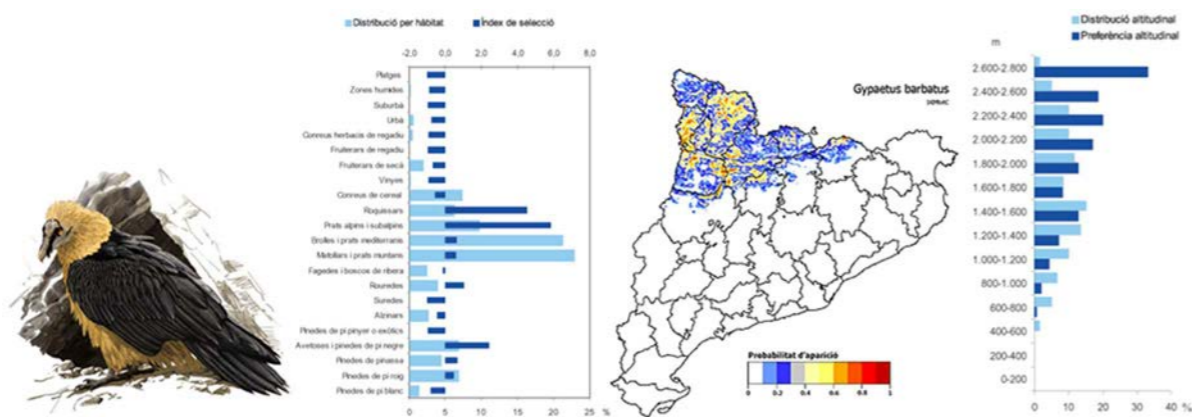 Distribució per hàbitat
Índex de selecció
-2,0 0,0 2,0 4,0 6,0 8,0
Platges
Zones humides
Suburbà
Urbà
Conreus herbacis de regadiu
Fruiterars de regadiu
Fruiterars de secà
Vinyes
Conreus de cereal
Roquissars
Prats alpins i subalpins
Brolles i prats mediterranis
Matollars i prats muntans
Fagedes i boscos de ribera
Rouredes
Suredes
Alzinars
Pinedes de pi pinyer o exòtics
Avetoses i pinedes de pi negre
Pinedes de pinassa
Pinedes de pi roig
Pinedes de pi blanc
0 5 10 15 20 25 %
Gypaetus barbatus
Probabilitat d'aparició
0 0.2 0.4 0.6 0.8 1
Distribució altitudinal
Preferència altitudinal
m
2.600-2.800
2.400-2.600
2.200-2.400
2.000-2.200
1.800-2.000
1.600-1.800
1.400-1.600
1.200-1.400
1.000-1.200
800-1.000
600-800
400-600
200-400
0-200
0 10 20 30 40 %